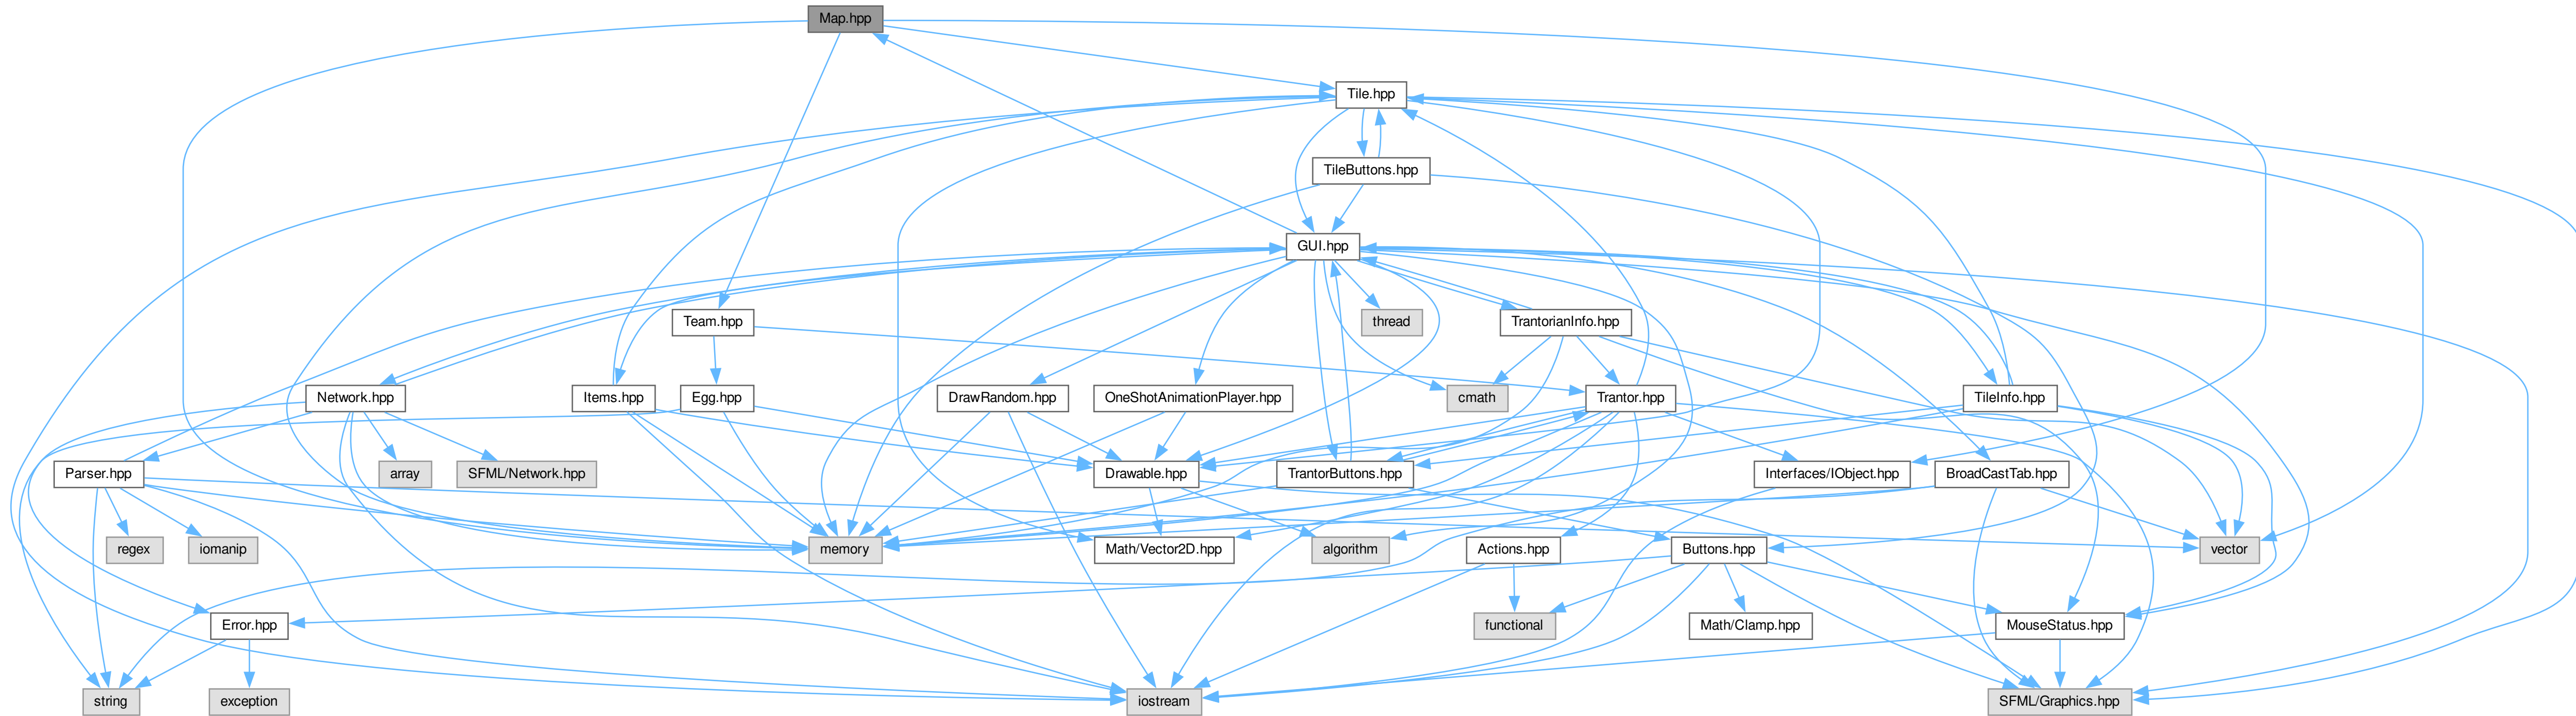 Map.hpp
Tile.hpp
TileButtons.hpp
GUI.hpp
Team.hpp
thread
TrantorianInfo.hpp
Network.hpp
Items.hpp
Egg.hpp
DrawRandom.hpp
OneShotAnimationPlayer.hpp
cmath
Trantor.hpp
TileInfo.hpp
Parser.hpp
array
SFML/Network.hpp
Drawable.hpp
TrantorButtons.hpp
Interfaces/IObject.hpp
BroadCastTab.hpp
regex
iomanip
memory
Math/Vector2D.hpp
algorithm
Actions.hpp
Buttons.hpp
vector
Error.hpp
functional
Math/Clamp.hpp
MouseStatus.hpp
string
exception
iostream
SFML/Graphics.hpp